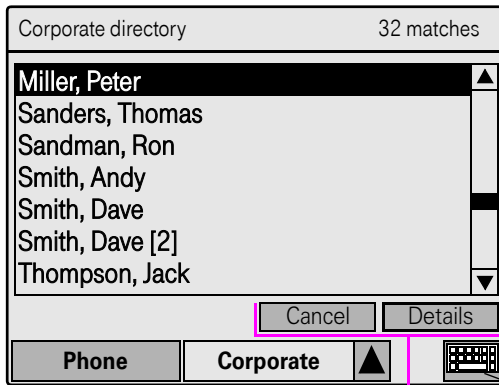 Corporate directory 32 matches
Miller, Peter
Sanders, Thomas
Sandman, Ron
Smith, Andy
Smith, Dave
Smith, Dave [2]
Thompson, Jack
Cancel Details
Phone Corporate